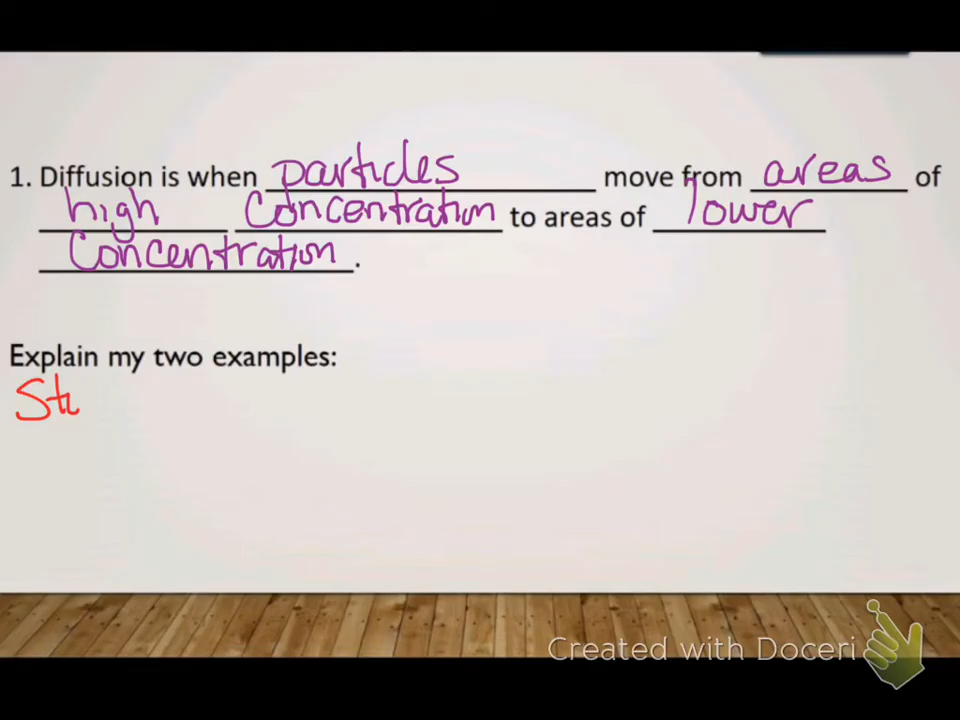 1. Diffusion is when particles move from areas of
high concentration to areas of lower
concentration.
Explain my two examples:
St
Created with Doceri